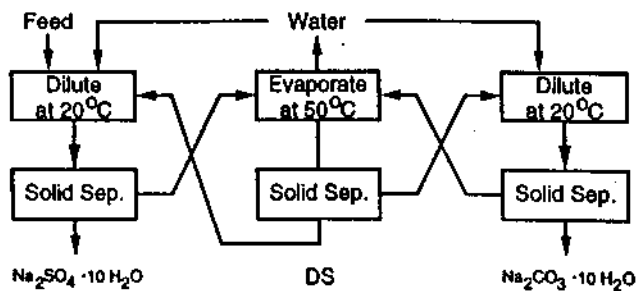 Feed
Water
Dilute
at 20°C
Evaporate
at 50°C
Dilute
at 20°C
Solid Sep.
Solid Sep.
Solid Sep.
Na₂SO₄ ·10 H₂O
DS
Na₂CO₃ ·10 H₂O